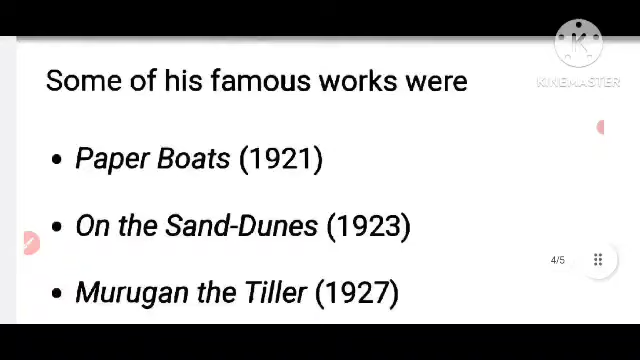 Some of his famous works were
K
KINEMASTER
• Paper Boats (1921)
• On the Sand-Dunes (1923)
4/5
• Murugan the Tiller (1927)